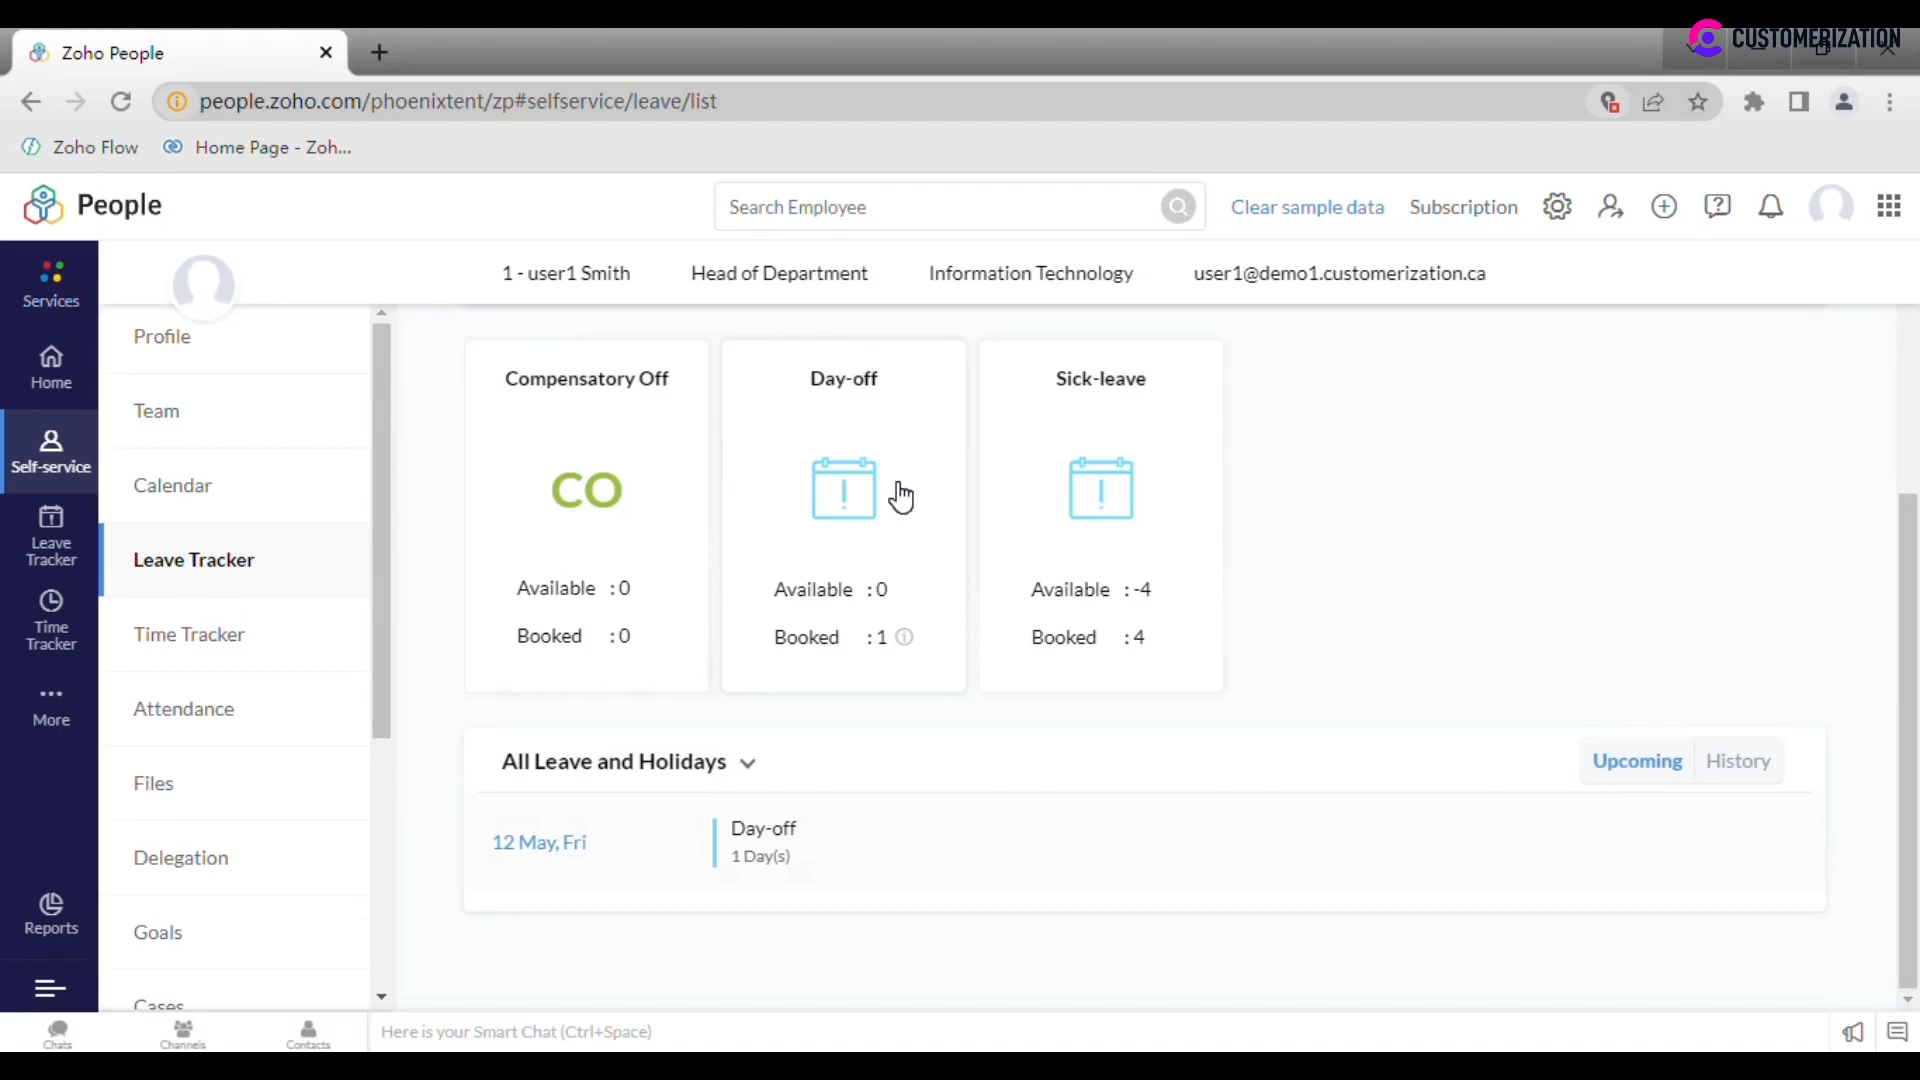 CUSTOMERIZATION
Zoho People
people.zoho.com/phoenixtent/zp#selfservice/leave/list
Zoho Flow
Home Page - Zoh...
People
Search Employee
Clear sample data
Subscription
Services
Home
Self-service
Leave
Tracker
Time
Tracker
More
Reports
1 - user1 Smith
Head of Department
Information Technology
user1@demo1.customerization.ca
Profile
Team
Calendar
Leave Tracker
Time Tracker
Attendance
Files
Delegation
Goals
Cases
Compensatory Off
CO
Available : 0
Booked : 0
Day-off
Available : 0
Booked : 1
Sick-leave
Available : -4
Booked : 4
All Leave and Holidays
Upcoming
History
12 May, Fri
Day-off
1 Day(s)
Chats
Channels
Contacts
Here is your Smart Chat (Ctrl+Space)